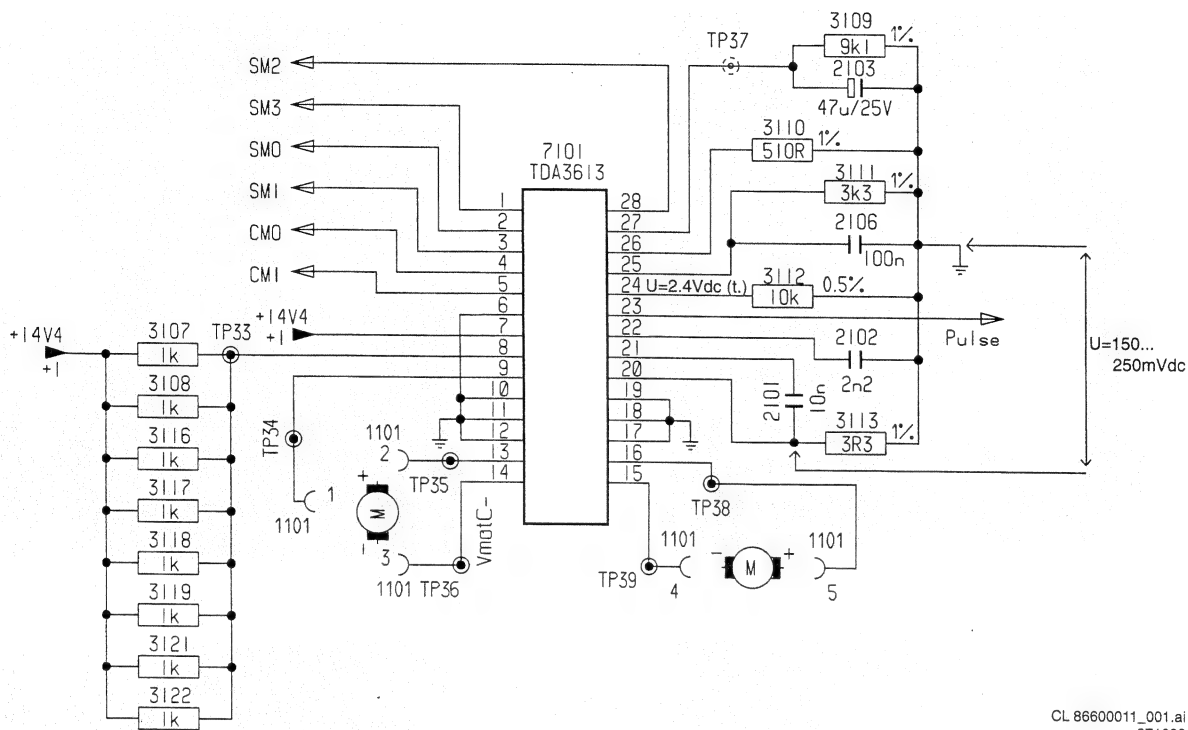 3109
1%
9k1
2103
47u/25V
TP37
SM2
SM3
SM0
SM1
CM0
CM1
7101
TDA3613
3110
1%
510R
3111
1%
3k3
2106
100n
3112
0.5%
10k
U=2.4Vdc (t.)
Pulse
2102
2n2
2101
10n
3113
1%
3R3
U=150...
250mVdc
1
2
3
4
5
6
7
8
9
10
11
12
13
14
28
27
26
25
24
23
22
21
20
19
18
17
16
15
+14V4
+1
+14V4
+1
TP33
3107
1k
3108
1k
3116
1k
3117
1k
3118
1k
3119
1k
3121
1k
3122
1k
TP34
1
1101
1101
2
TP35
+
M
-
3
1101
TP36
VmotC-
TP38
TP39
1101
4
-
M
+
1101
5
CL 86600011_001.ai